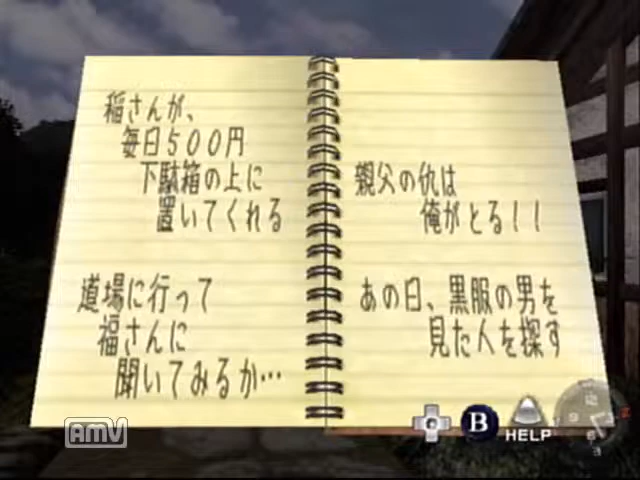 稲さんが、
毎日５００円
下駄箱の上に
置いてくれる
道場に行って
福さんに
聞いてみるか…
親父の仇は
俺がとる！！
あの日、黒服の男を
見た人を探す
B
HELP
AMV